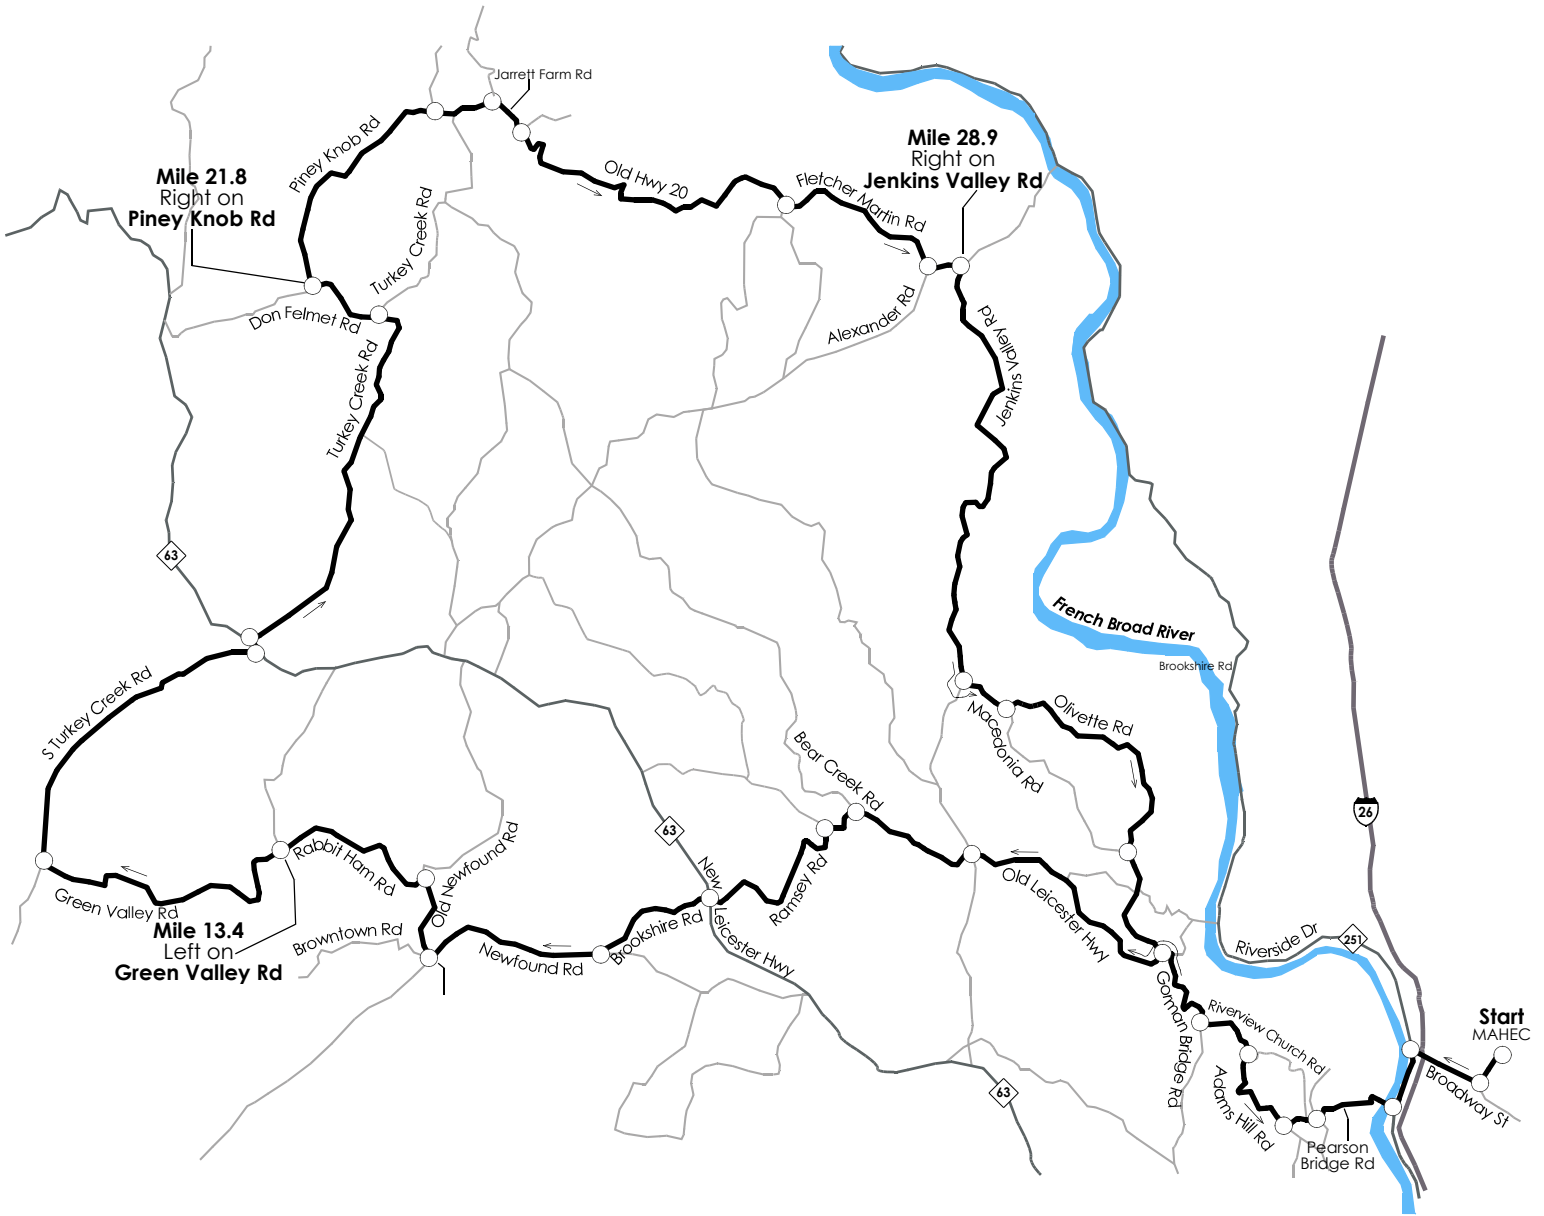 Jarrett Farm Rd
Piney Knob Rd
Mile 28.9
Right on
Jenkins Valley Rd
Mile 21.8
Right on
Piney Knob Rd
Old Hwy 20
Fletcher Martin Rd
Turkey Creek Rd
Don Felmet Rd
Alexander Rd
Jenkins Valley Rd
Turkey Creek Rd
63
French Broad River
Brookshire Rd
S Turkey Creek Rd
Olivette Rd
Macedonia Rd
Bear Creek Rd
26
63
Rabbit Ham Rd
Old Newfound Rd
New
Leicester Hwy
Ramsey Rd
Old Leicester Hwy
Green Valley Rd
Mile 13.4
Left on
Green Valley Rd
Browntown Rd
Newfound Rd
Brookshire Rd
Riverside Dr
251
Gorman Bridge Rd
Riverview Church Rd
Start
MAHEC
Broadway St
Adams Hill Rd
63
Pearson
Bridge Rd